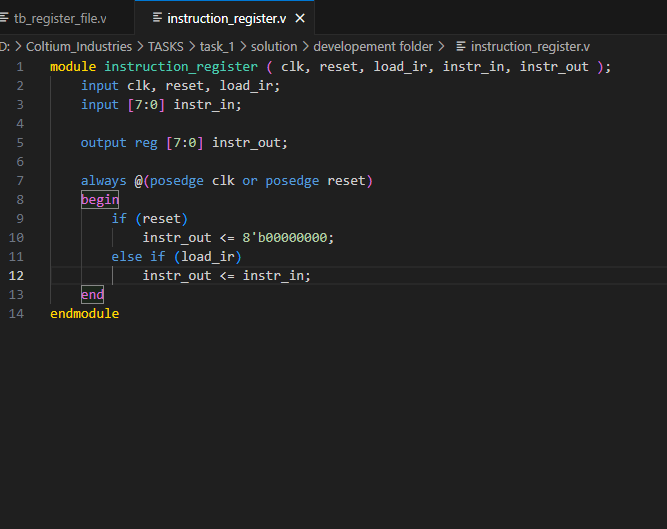 tb_register_file.v instruction_register.v
D: > Coltium_Industries > TASKS > task_1 > solution > developement folder > instruction_register.v
1 module instruction_register ( clk, reset, load_ir, instr_in, instr_out );
2 input clk, reset, load_ir;
3 input [7:0] instr_in;
4
5 output reg [7:0] instr_out;
6
7 always @(posedge clk or posedge reset)
8 begin
9 if (reset)
10 instr_out <= 8'b00000000;
11 else if (load_ir)
12 instr_out <= instr_in;
13 end
14 endmodule